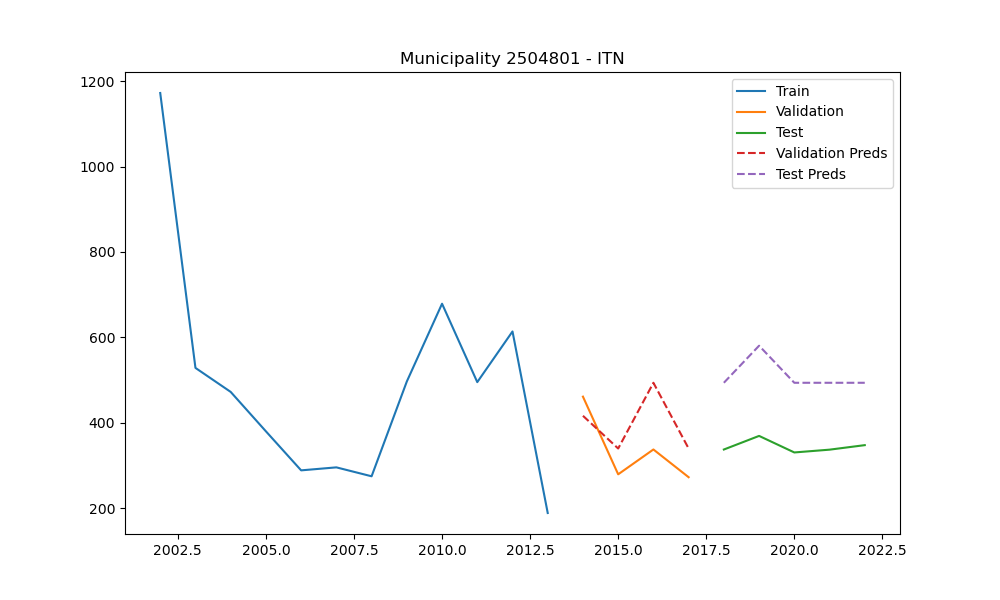 Municipality 2504801 - ITN
1200
1000
800
600
400
200
2002.5 2005.0 2007.5 2010.0 2012.5 2015.0 2017.5 2020.0 2022.5
Train
Validation
Test
Validation Preds
Test Preds